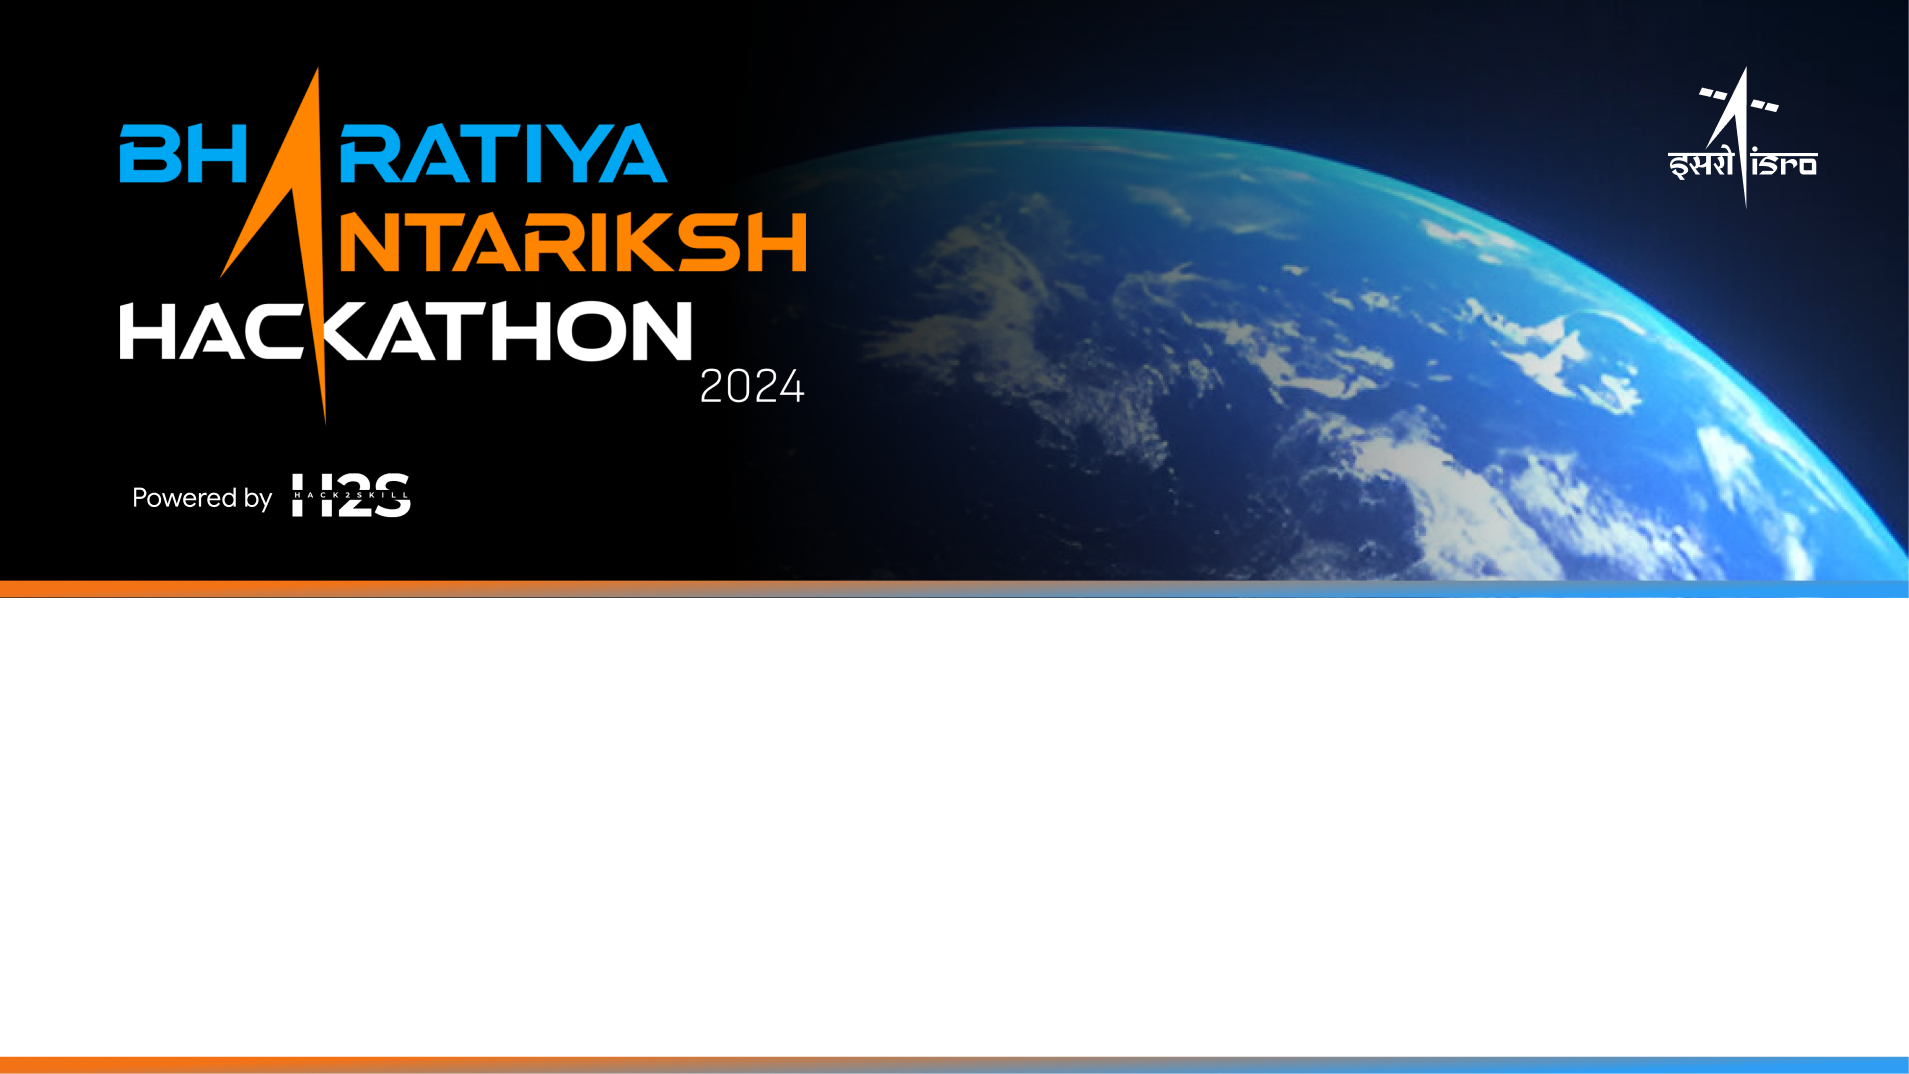 BHARATIYA
ANTARIKSH
HACKATHON
2024
इसरो isro
Powered by H2S
HACK2SKILL